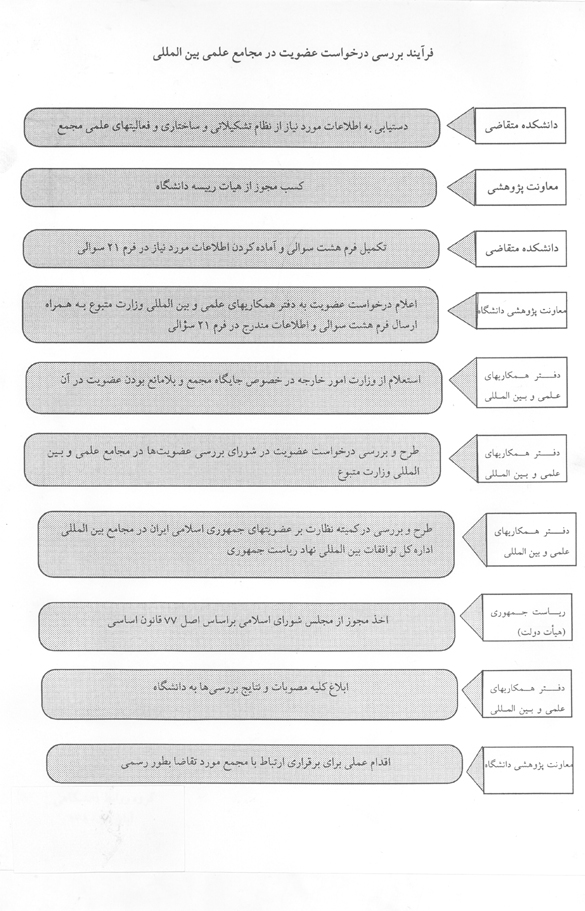 فرآیند بررسی درخواست عضویت در مجامع علمی بین المللی
دانشکده متقاضی
دستیابی به اطلاعات مورد نیاز از نظام تشکیلاتی و ساختاری و فعالیتهای علمی مجمع
معاونت پژوهشی
کسب مجوز از هیات رییسه دانشگاه
دانشکده متقاضی
تکمیل فرم هشت سوالی و آماده کردن اطلاعات مورد نیاز در فرم ۲۱ سوالی
معاونت پژوهشی دانشگاه
اعلام درخواست عضویت به دفتر همکاریهای علمی و بین المللی وزارت متبوع به همراه
ارسال فرم هشت سوالی و اطلاعات مندرج در فرم ۲۱ سؤالی
دفتر همکاریهای
علمی و بین المللی
استعلام از وزارت امور خارجه در خصوص جایگاه مجمع و بلامانع بودن عضویت در آن
دفتر همکاریهای
علمی و بین المللی
طرح و بررسی درخواست عضویت در شورای بررسی عضویت‌ها در مجامع علمی و بین
المللی وزارت متبوع
دفتر همکاریهای
علمی و بین المللی
طرح و بررسی در کمیته نظارت بر عضویتهای جمهوری اسلامی ایران در مجامع بین المللی
اداره کل توافقات بین المللی نهاد ریاست جمهوری
ریاست جمهوری
(هیأت دولت)
اخذ مجوز از مجلس شورای اسلامی براساس اصل ۷۷ قانون اساسی
دفتر همکاریهای
علمی و بین المللی
ابلاغ کلیه مصوبات و نتایج بررسی‌ها به دانشگاه
معاونت پژوهشی دانشگاه
اقدام عملی برای برقراری ارتباط با مجمع مورد تقاضا بطور رسمی